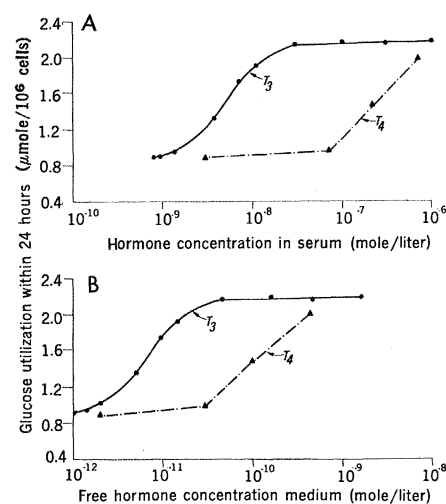 Glucose utilization within 24 hours (μmole/10⁶ cells)
A
2.4
2.0
1.6
1.2
0.8
0.4
T₃
T₄
10⁻¹⁰ 10⁻⁹ 10⁻⁸ 10⁻⁷ 10⁻⁶
Hormone concentration in serum (mole/liter)
B
2.4
2.0
1.6
1.2
0.8
0.4
T₃
T₄
10⁻¹² 10⁻¹¹ 10⁻¹⁰ 10⁻⁹ 10⁻⁸
Free hormone concentration medium (mole/liter)